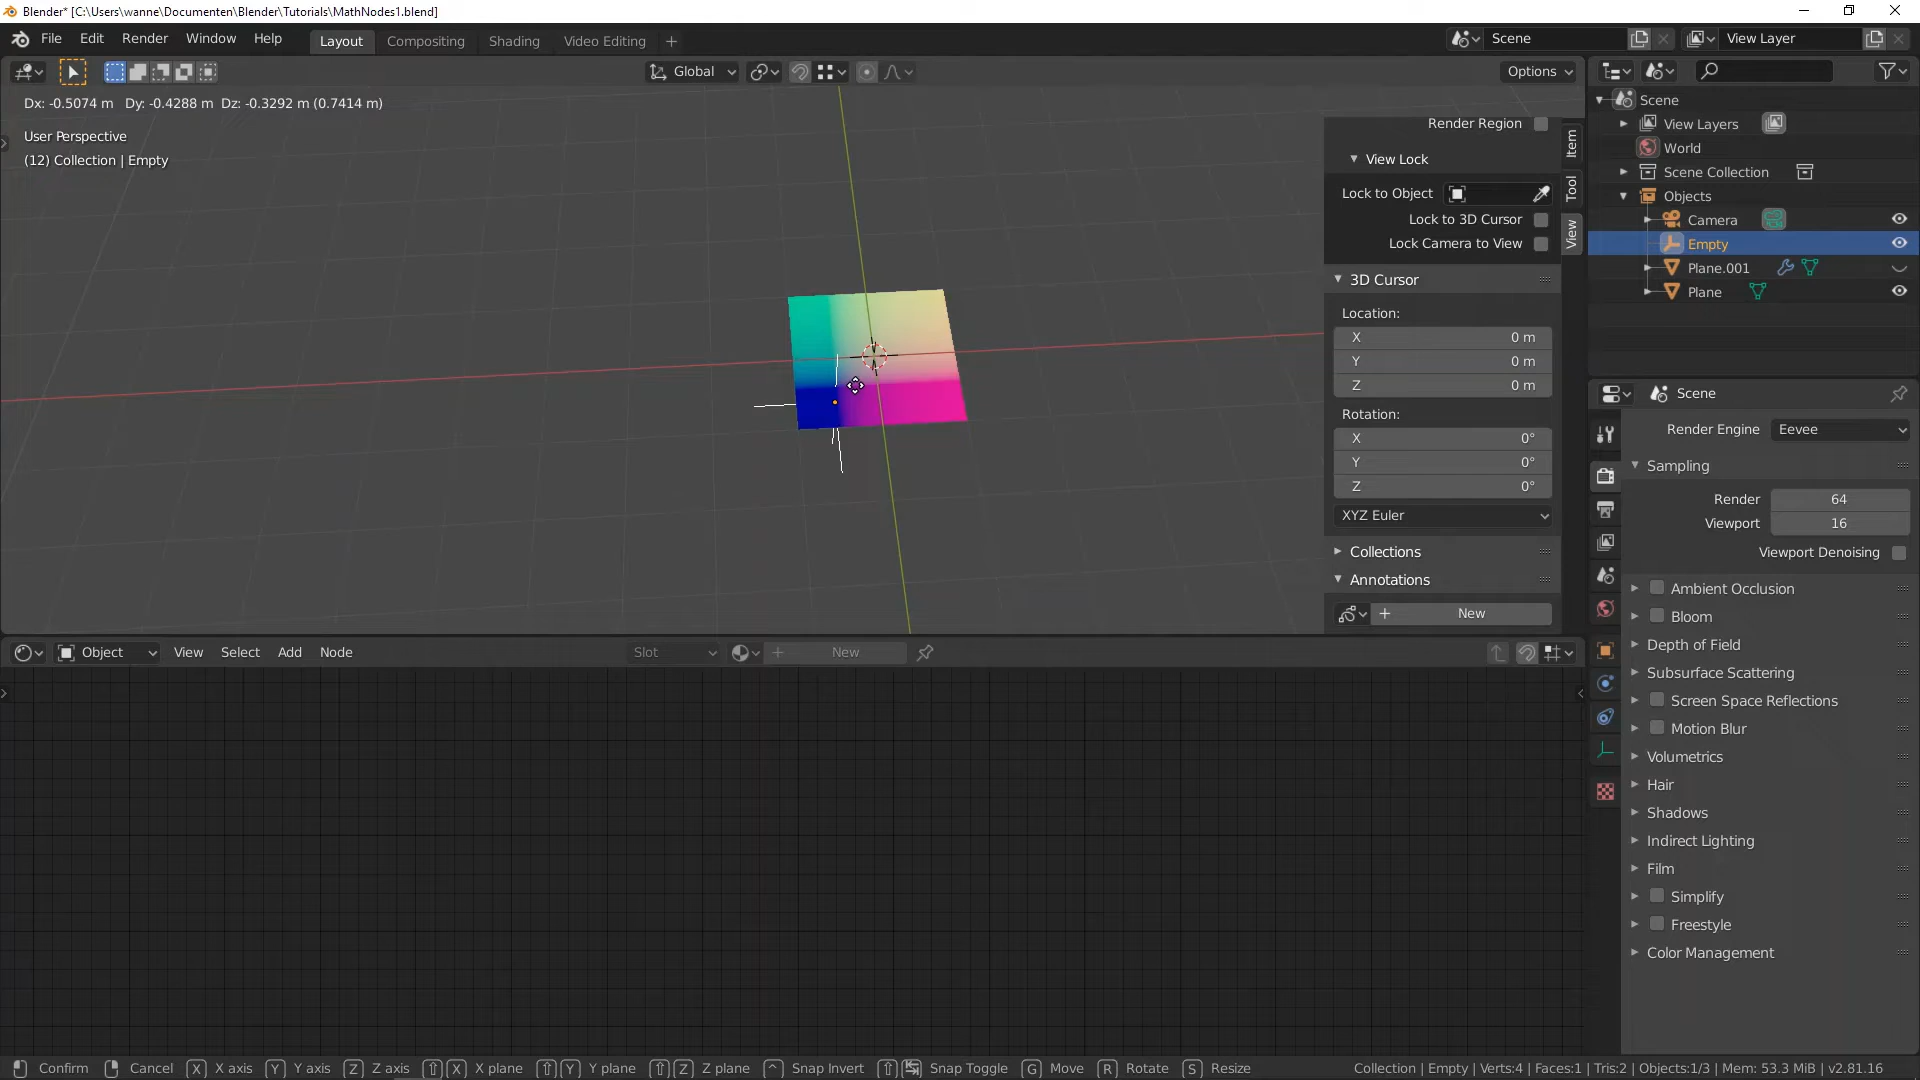 Blender* [C:\Users\wanne\Documenten\Blender\Tutorials\MathNodes1.blend]
File Edit Render Window Help Layout Compositing Shading Video Editing + Scene View Layer
Global Options
Dx: -0.5074 m Dy: -0.4288 m Dz: -0.3292 m (0.7414 m)
User Perspective
(12) Collection | Empty
Render Region
View Lock
Lock to Object
Lock to 3D Cursor
Lock Camera to View
3D Cursor
Location:
X 0 m
Y 0 m
Z 0 m
Rotation:
X 0°
Y 0°
Z 0°
XYZ Euler
Collections
Annotations
+ New
Item
Tool
View
Scene
View Layers
World
Scene Collection
Objects
Camera
Empty
Plane.001
Plane
Scene
Render Engine Eevee
Sampling
Render 64
Viewport 16
Viewport Denoising
Ambient Occlusion
Bloom
Depth of Field
Subsurface Scattering
Screen Space Reflections
Motion Blur
Volumetrics
Hair
Shadows
Indirect Lighting
Film
Simplify
Freestyle
Color Management
Object View Select Add Node Slot + New
Confirm Cancel X X axis Y Y axis Z Z axis X X plane Y Y plane Z Z plane ^ Snap Invert Snap Toggle G Move R Rotate S Resize Collection | Empty | Verts:4 | Faces:1 | Tris:2 | Objects:1/3 | Mem: 53.3 MiB | v2.81.16